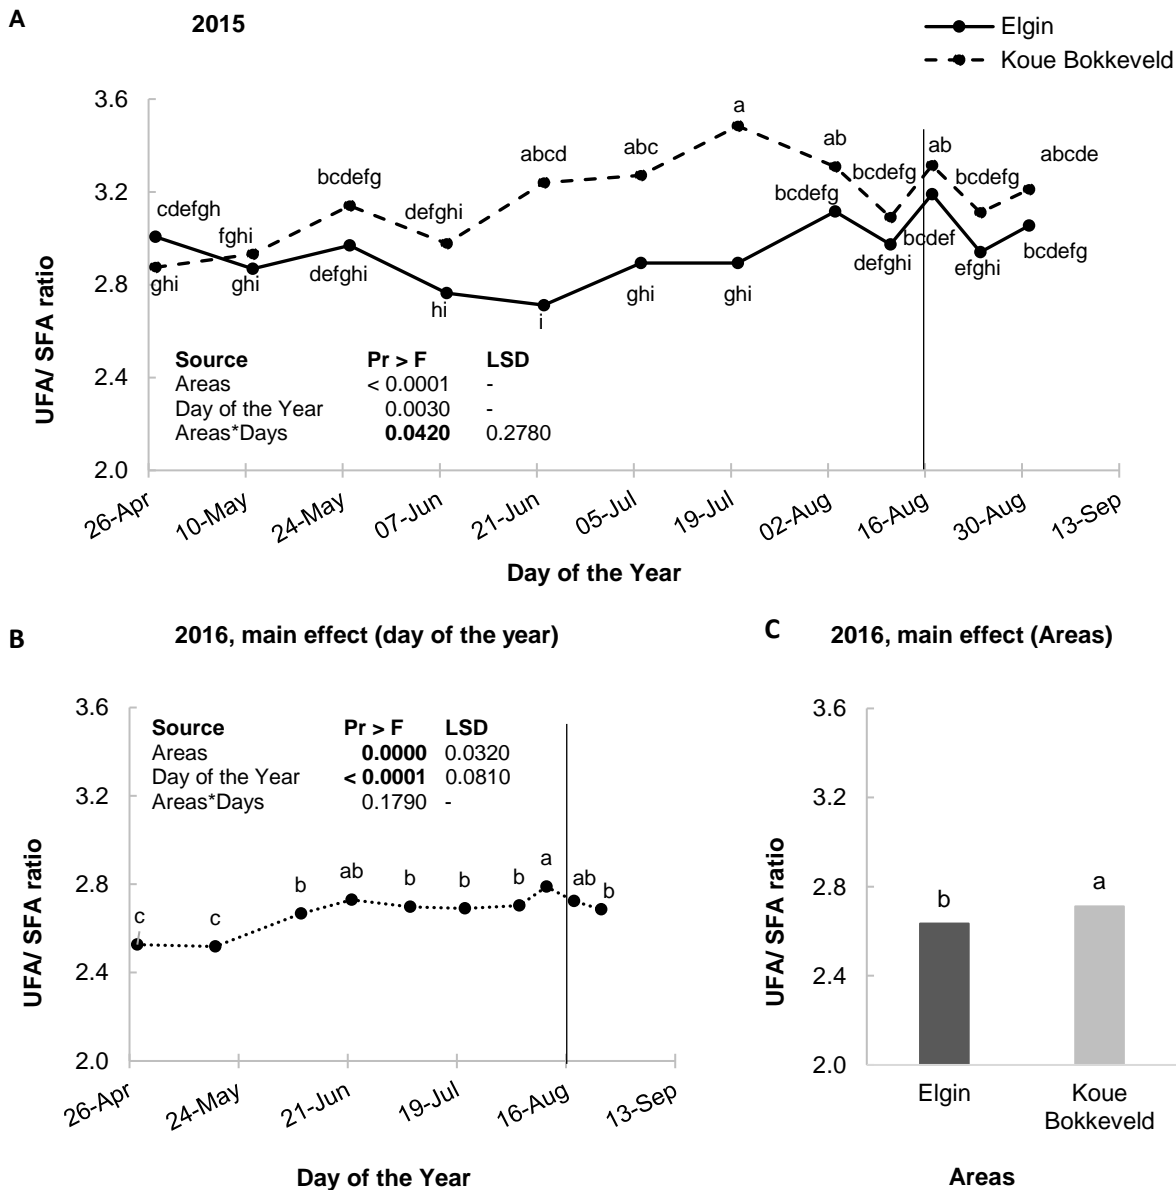 A
2015
Elgin
Koue Bokkeveld
UFA/ SFA ratio
3.6
3.2
2.8
2.4
2.0
a
abcd
abc
ab
ab
abcde
bcdefg
bcdefg
bcdefg
cdefgh
fghi
defghi
bcdefg
bcdef
ghi
ghi
defghi
hi
i
ghi
ghi
defghi
efghi
bcdefg
Source Pr > F LSD
Areas < 0.0001 -
Day of the Year 0.0030 -
Areas*Days 0.0420 0.2780
26-Apr 10-May 24-May 07-Jun 21-Jun 05-Jul 19-Jul 02-Aug 16-Aug 30-Aug 13-Sep
Day of the Year
B
2016, main effect (day of the year)
UFA/ SFA ratio
3.6
3.2
2.8
2.4
2.0
Source Pr > F LSD
Areas 0.0000 0.0320
Day of the Year < 0.0001 0.0810
Areas*Days 0.1790 -
c c b ab b b b a ab b
26-Apr 24-May 21-Jun 19-Jul 16-Aug 13-Sep
Day of the Year
C
2016, main effect (Areas)
UFA/ SFA ratio
3.6
3.2
2.8
2.4
2.0
b a
Elgin Koue
Bokkeveld
Areas